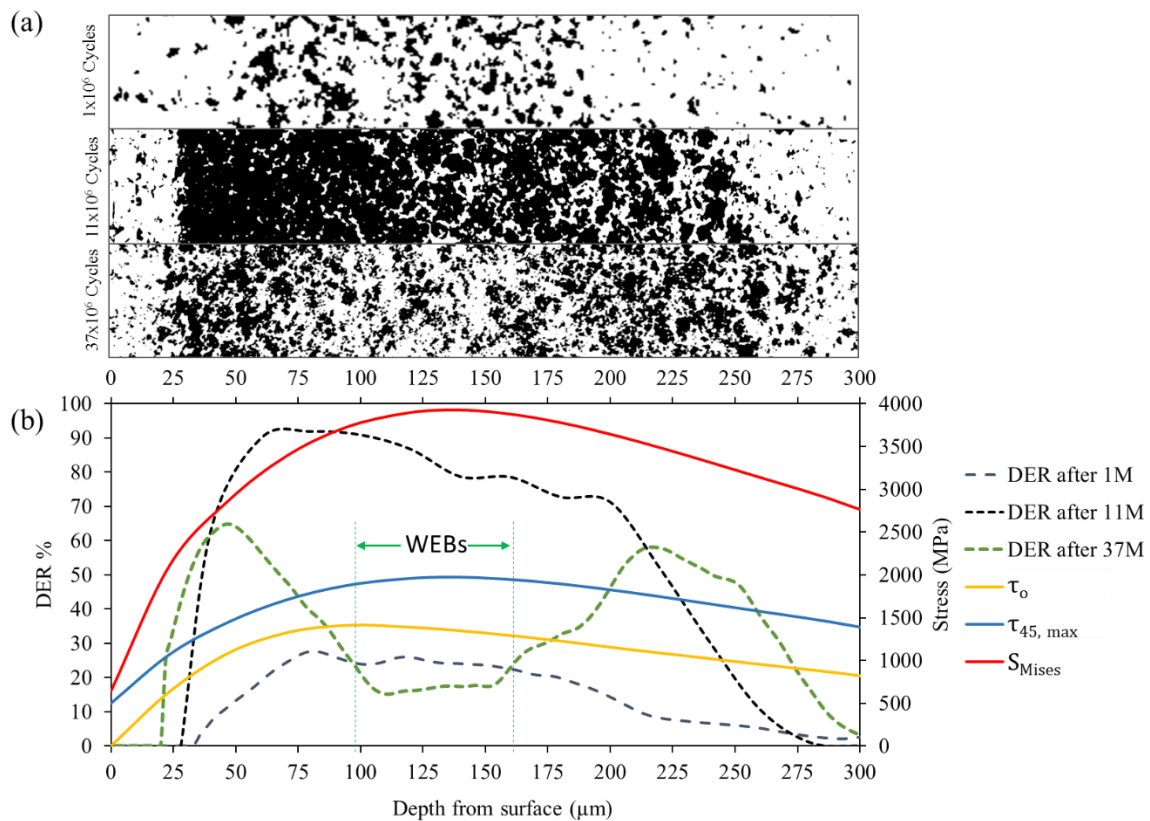 (a)
1x10⁶ Cycles
11x10⁶ Cycles
37x10⁶ Cycles
0 25 50 75 100 125 150 175 200 225 250 275 300
(b)
100 90 80 70 60 50 40 30 20 10 0
DER %
WEBs
4000 3500 3000 2500 2000 1500 1000 500 0
Stress (MPa)
0 25 50 75 100 125 150 175 200 225 250 275 300
Depth from surface (µm)
DER after 1M
DER after 11M
DER after 37M
τo
τ45, max
SMises